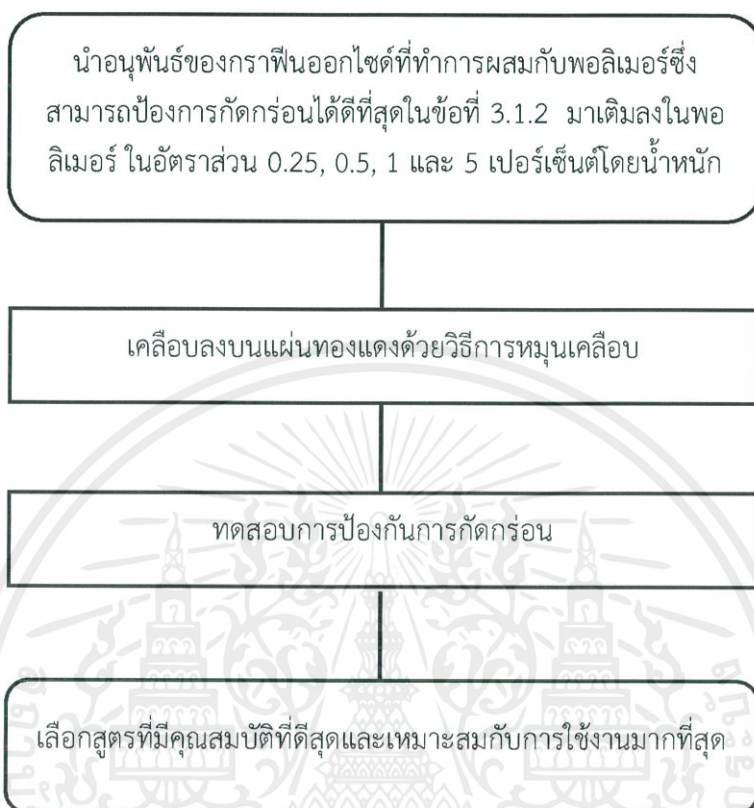 นำอนุพันธ์ของกราฟีนออกไซด์ที่ทำการผสมกับพอลิเมอร์ซึ่ง
สามารถป้องการกัดกร่อนได้ดีที่สุดในข้อที่ 3.1.2 มาเติมลงในพอ
ลิเมอร์ ในอัตราส่วน 0.25, 0.5, 1 และ 5 เปอร์เซ็นต์โดยน้ำหนัก
เคลือบลงบนแผ่นทองแดงด้วยวิธีการหมุนเคลือบ
ทดสอบการป้องกันการกัดกร่อน
เลือกสูตรที่มีคุณสมบัติที่ดีสุดและเหมาะสมกับการใช้งานมากที่สุด